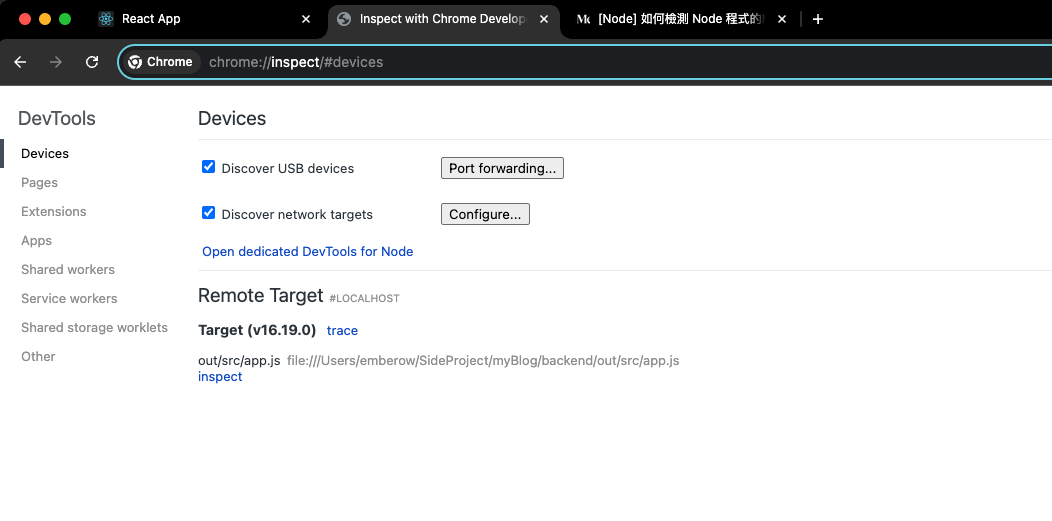 React App
Inspect with Chrome Develop
[Node] 如何檢測 Node 程式的
Chrome
chrome://inspect/#devices
DevTools
Devices
Pages
Extensions
Apps
Shared workers
Service workers
Shared storage worklets
Other
Devices
Discover USB devices
Port forwarding...
Discover network targets
Configure...
Open dedicated DevTools for Node
Remote Target #LOCALHOST
Target (v16.19.0) trace
out/src/app.js file:///Users/emberow/SideProject/myBlog/backend/out/src/app.js
inspect